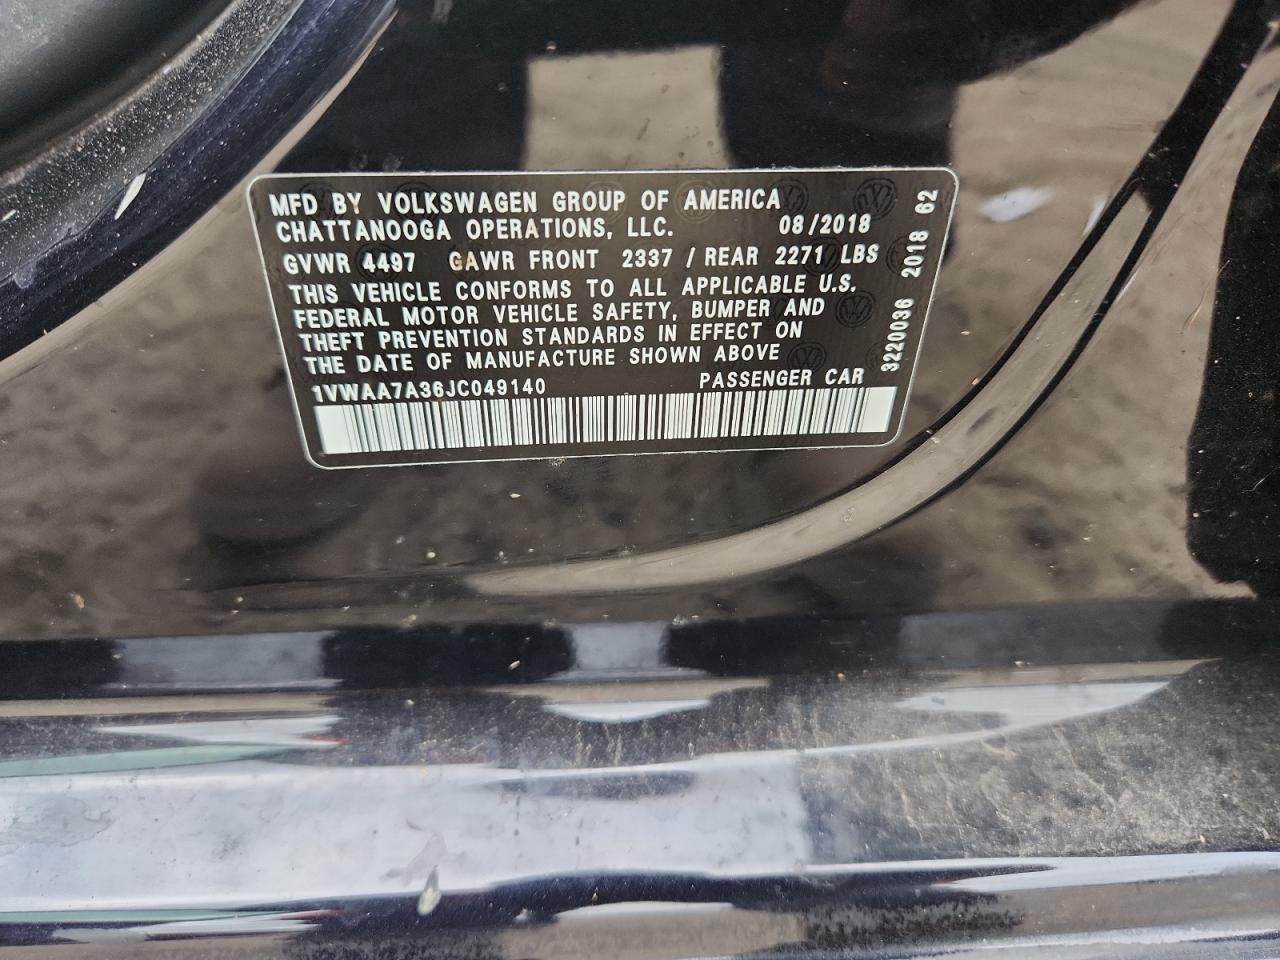 MFD BY VOLKSWAGEN GROUP OF AMERICA
CHATTANOOGA OPERATIONS, LLC. 08/2018
GVWR 4497 GAWR FRONT 2337 / REAR 2271 LBS
THIS VEHICLE CONFORMS TO ALL APPLICABLE U.S.
FEDERAL MOTOR VEHICLE SAFETY, BUMPER AND
THEFT PREVENTION STANDARDS IN EFFECT ON
THE DATE OF MANUFACTURE SHOWN ABOVE
1VWAA7A36JC049140 PASSENGER CAR
3220036 2018 62